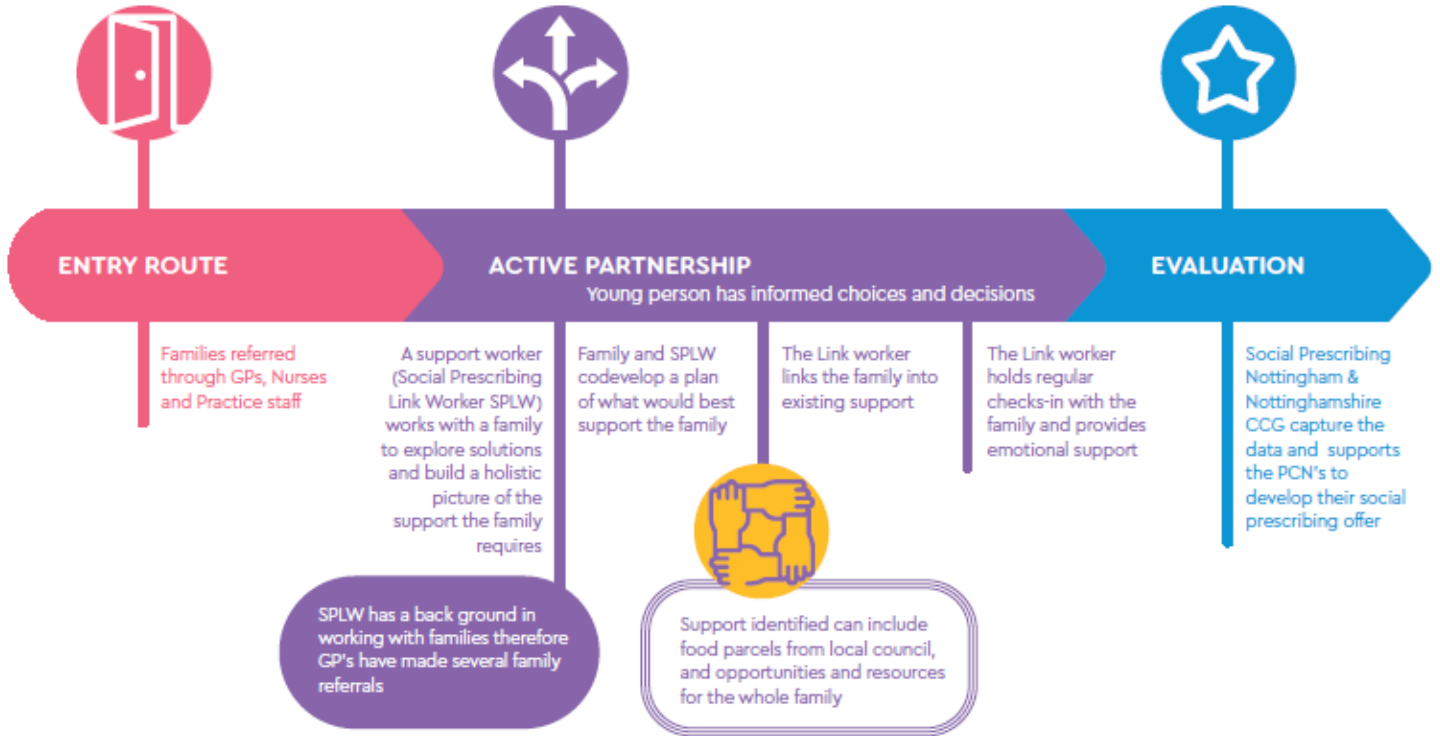 ENTRY ROUTE
ACTIVE PARTNERSHIP
Young person has informed choices and decisions
EVALUATION
Families referred
through GPs, Nurses
and Practice staff
A support worker
(Social Prescribing
Link Worker SPLW)
works with a family
to explore solutions
and build a holistic
picture of the
support the family
requires
Family and SPLW
codevelop a plan
of what would best
support the family
The Link worker
links the family into
existing support
The Link worker
holds regular
checks-in with the
family and provides
emotional support
Social Prescribing
Nottingham &
Nottinghamshire
CCG capture the
data and supports
the PCN's to
develop their social
prescribing offer
SPLW has a back ground in
working with families therefore
GP's have made several family
referrals
Support identified can include
food parcels from local council,
and opportunities and resources
for the whole family